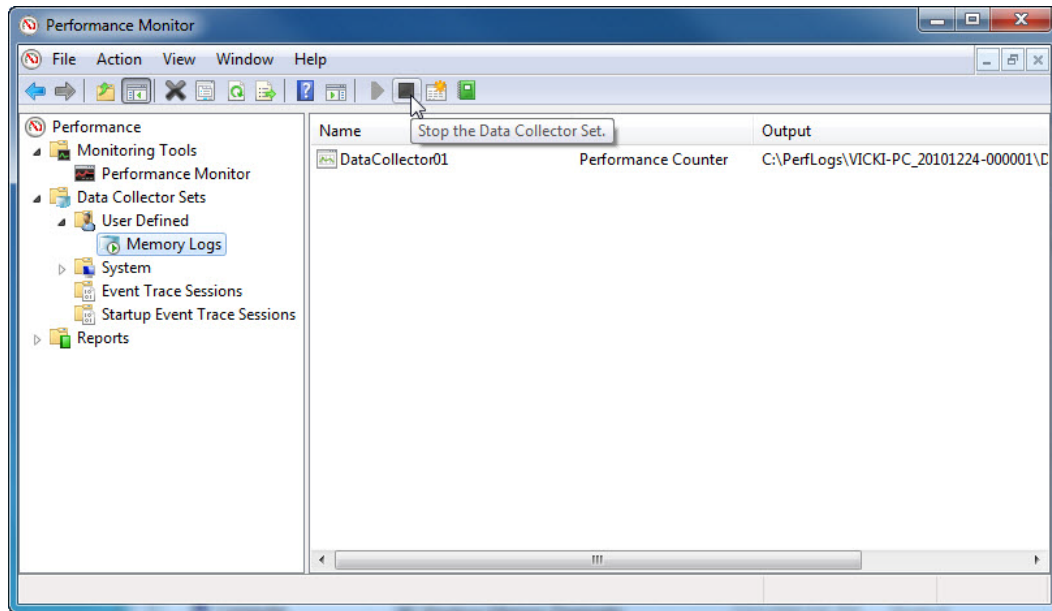 Performance Monitor
File Action View Window Help
Stop the Data Collector Set.
Performance
Monitoring Tools
Performance Monitor
Data Collector Sets
User Defined
Memory Logs
System
Event Trace Sessions
Startup Event Trace Sessions
Reports
Name Output
DataCollector01 Performance Counter C:\PerfLogs\VICKI-PC_20101224-000001\D